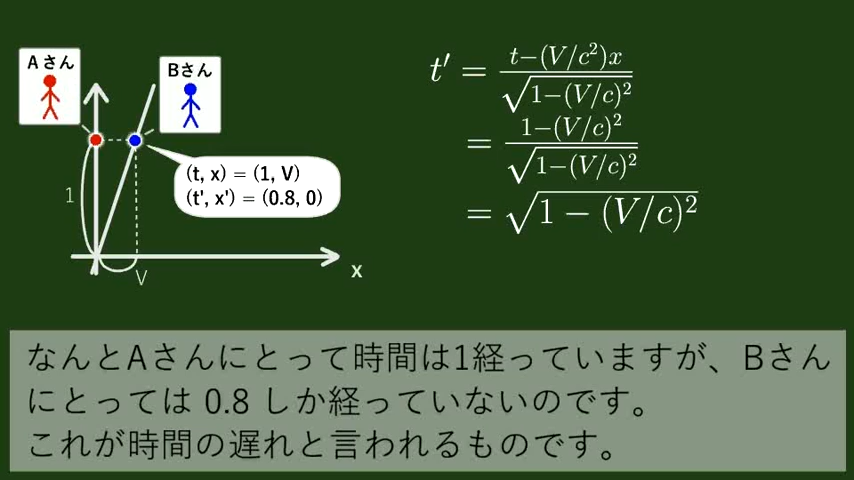 Aさん
Bさん
(t, x) = (1, V)
(t', x') = (0.8, 0)
1
V
x
t′ = t−(V/c²)x / √1−(V/c)²
= 1−(V/c)² / √1−(V/c)²
= √1 − (V/c)²
なんとAさんにとって時間は1経っていますが、Bさん
にとっては 0.8 しか経っていないのです。
これが時間の遅れと言われるものです。